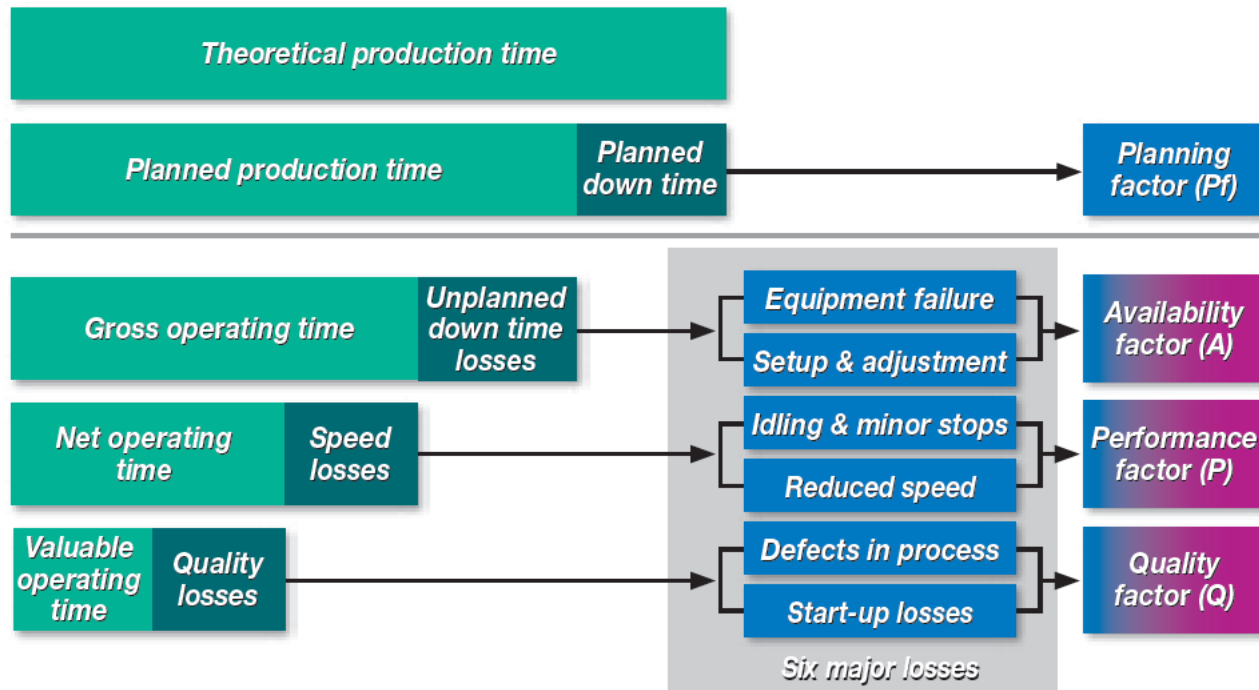 Theoretical production time
Planned production time
Planned
down time
Planning
factor (Pf)
Gross operating time
Unplanned
down time
losses
Equipment failure
Setup & adjustment
Availability
factor (A)
Net operating
time
Speed
losses
Idling & minor stops
Reduced speed
Performance
factor (P)
Valuable
operating
time
Quality
losses
Defects in process
Start-up losses
Quality
factor (Q)
Six major losses